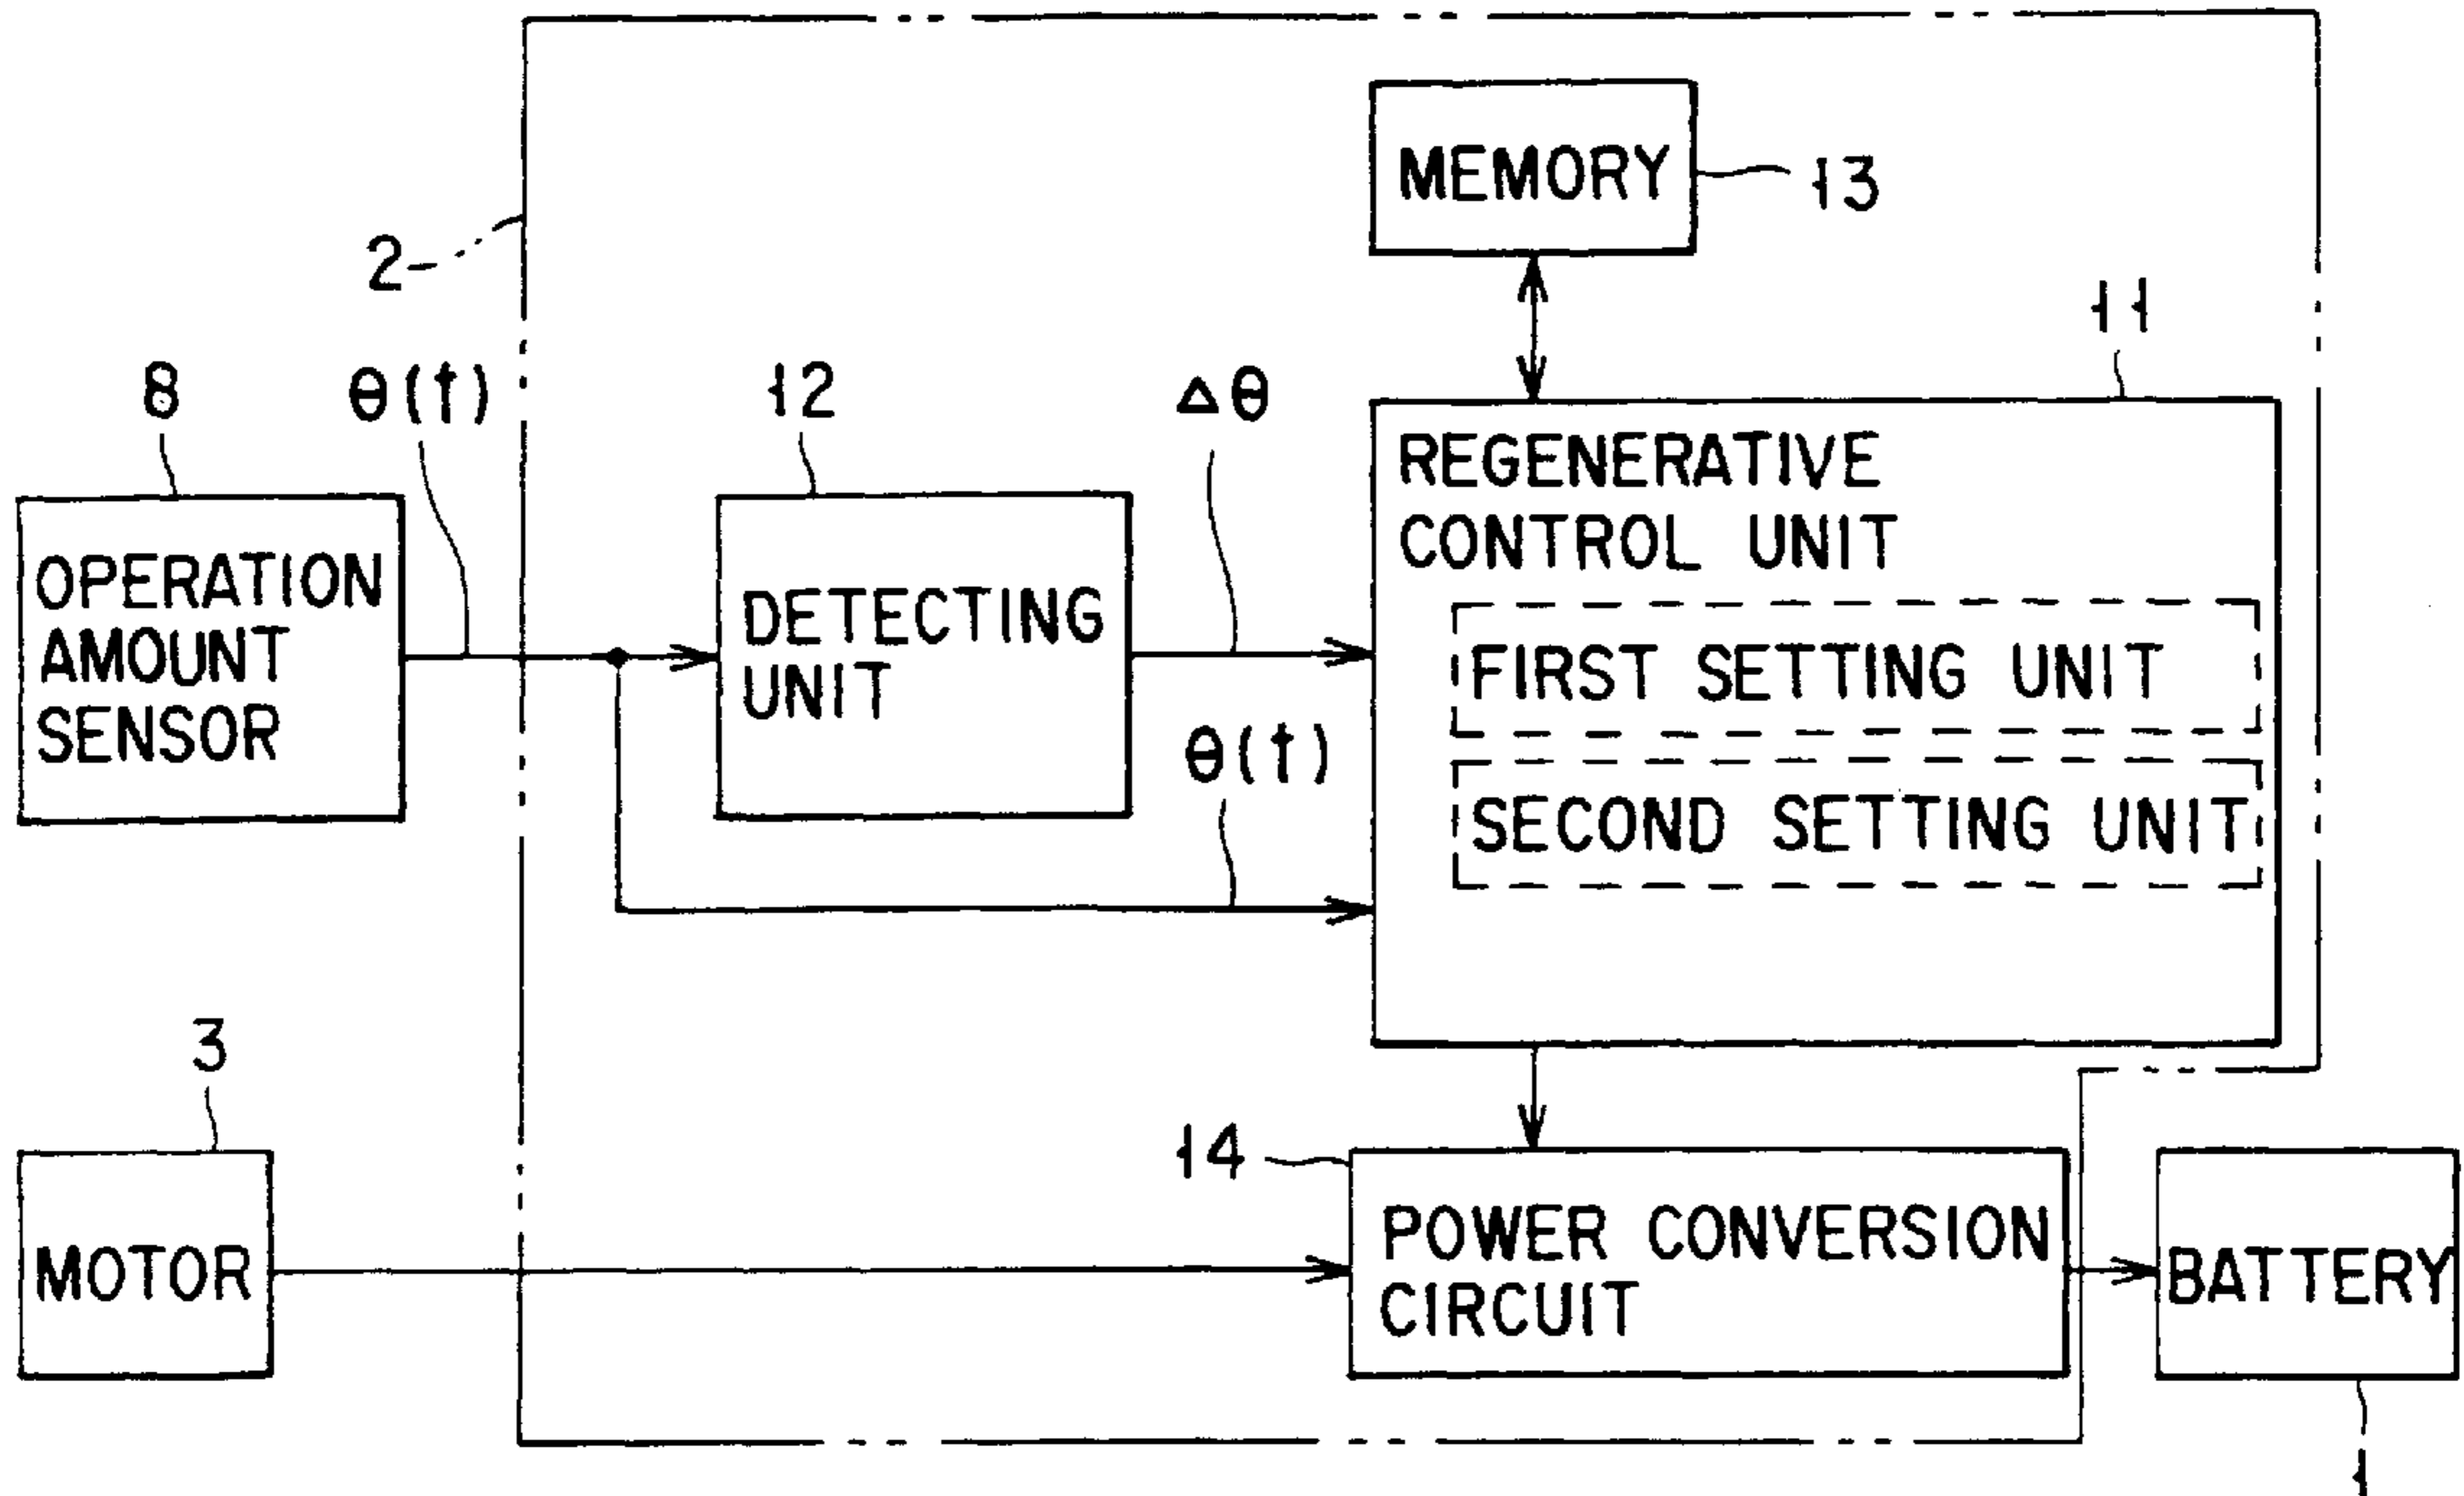 MEMORY
13
2
11
8
θ(t)
12
Δθ
REGENERATIVE
CONTROL UNIT
OPERATION
AMOUNT
SENSOR
DETECTING
UNIT
FIRST SETTING UNIT
θ(t)
SECOND SETTING UNIT
3
14
MOTOR
POWER CONVERSION
CIRCUIT
BATTERY
1